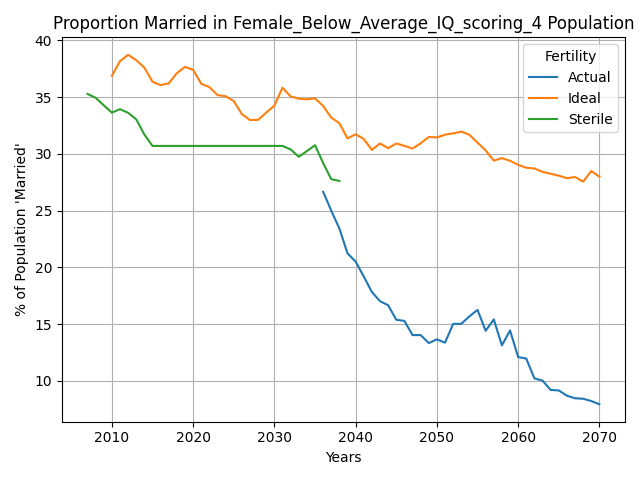 Proportion Married in Female_Below_Average_IQ_scoring_4 Population
% of Population 'Married'
40
35
30
25
20
15
10
Fertility
Actual
Ideal
Sterile
2010 2020 2030 2040 2050 2060 2070
Years